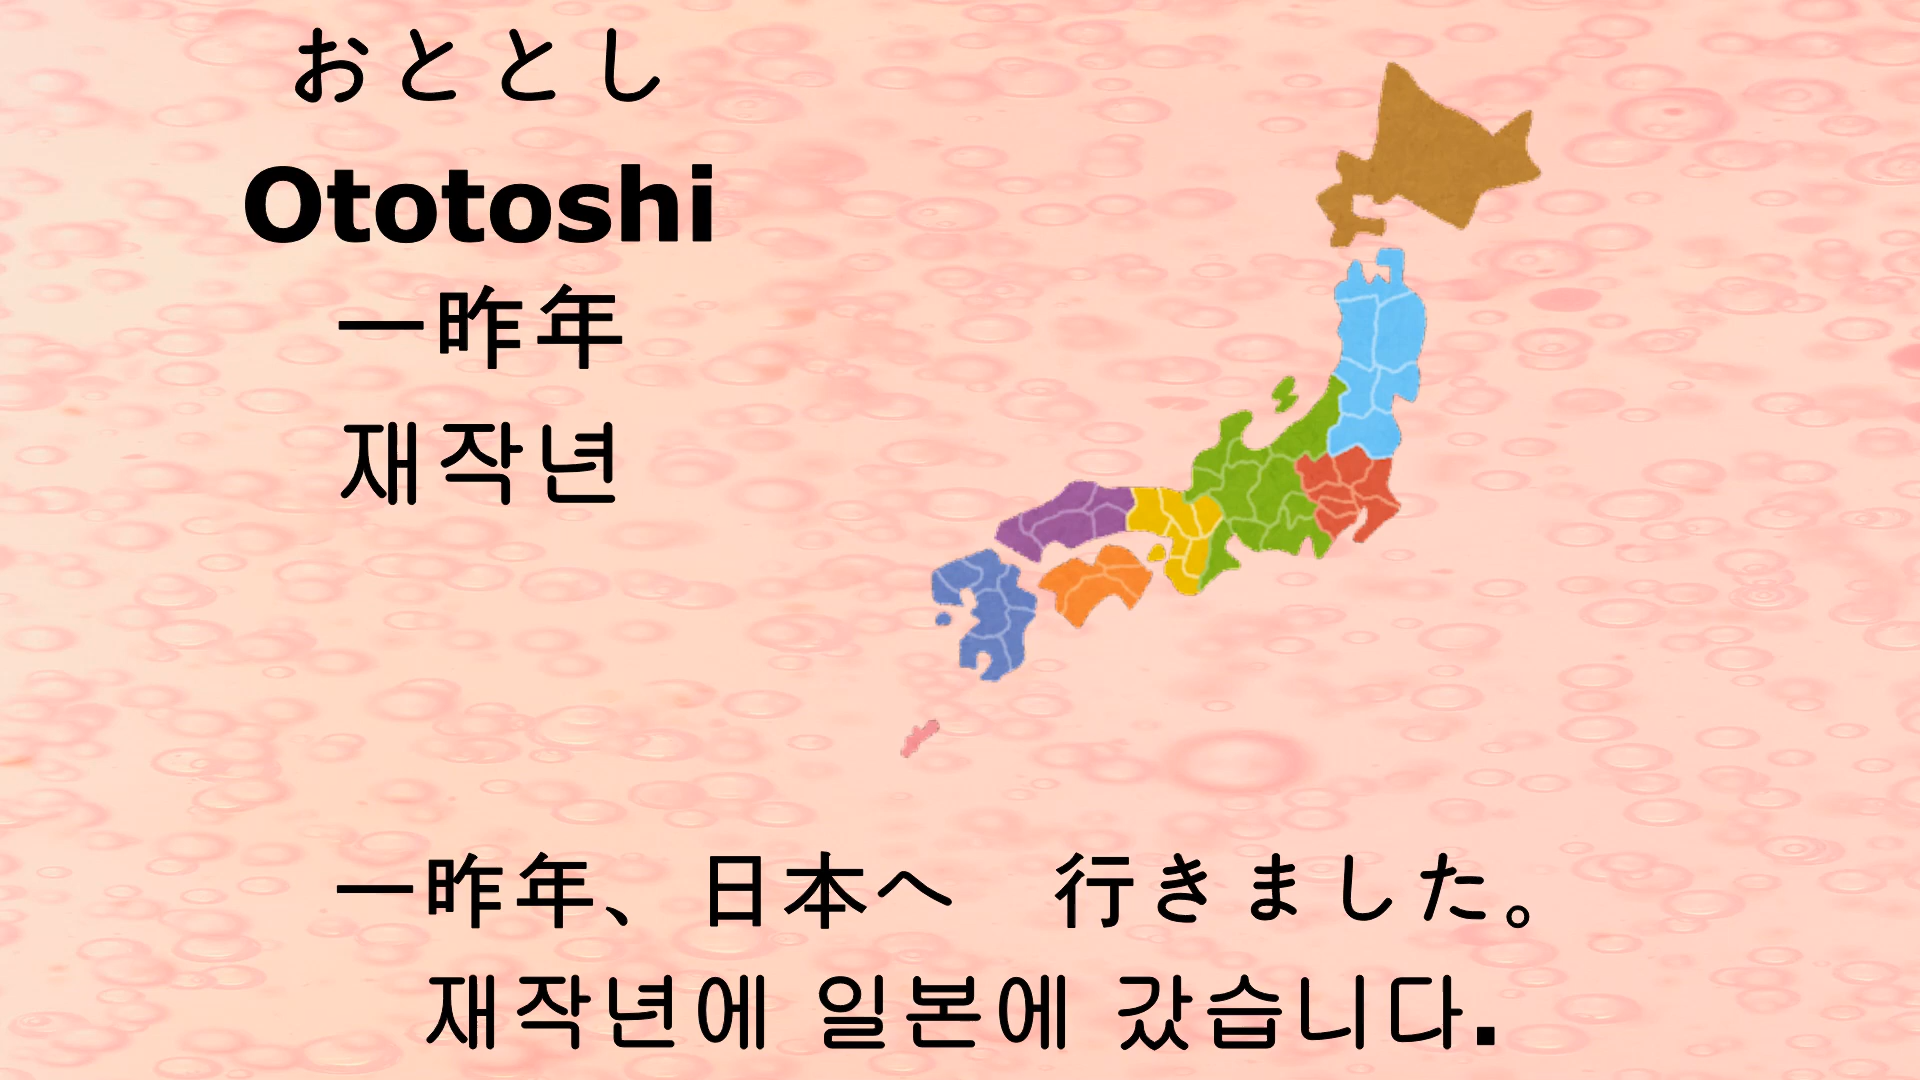 おととし
Ototoshi
一昨年
재작년
一昨年、日本へ　行きました。
재작년에 일본에 갔습니다.